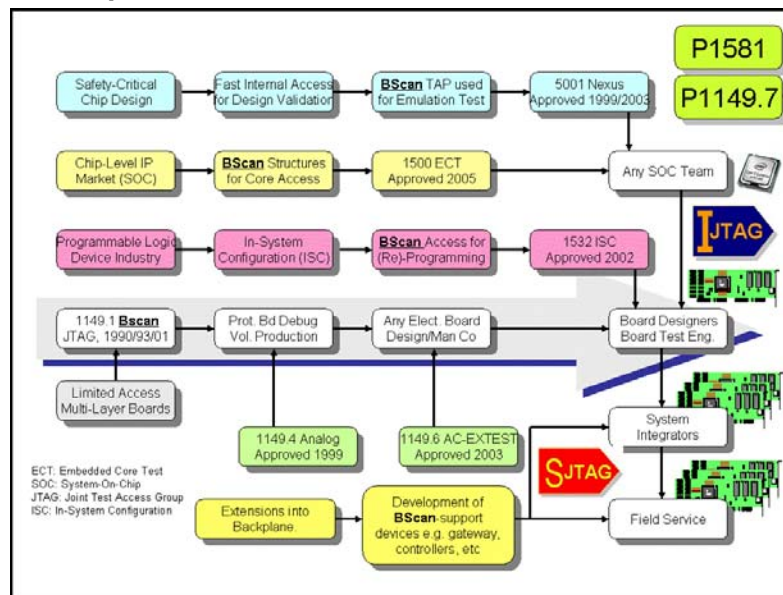 P1581
P1149.7
Safety-Critical
Chip Design
Fast Internal Access
for Design Validation
BScan TAP used
for Emulation Test
5001 Nexus
Approved 1999/2003
Chip-Level IP
Market (SOC)
BScan Structures
for Core Access
1500 ECT
Approved 2005
Any SOC Team
IJTAG
Programmable Logic
Device Industry
In-System
Configuration (ISC)
BScan Access for
(Re)-Programming
1532 ISC
Approved 2002
1149.1 Bscan
JTAG, 1990/93/01
Prot. Bd Debug
Vol. Production
Any Elect. Board
Design/Man Co
Board Designers
Board Test Eng.
Limited Access
Multi-Layer Boards
1149.4 Analog
Approved 1999
1149.6 AC-EXTEST
Approved 2003
System
Integrators
SJTAG
ECT: Embedded Core Test
SOC: System-On-Chip
JTAG: Joint Test Access Group
ISC: In-System Configuration
Extensions into
Backplane.
Development of
BScan-support
devices e.g. gateway,
controllers, etc
Field Service